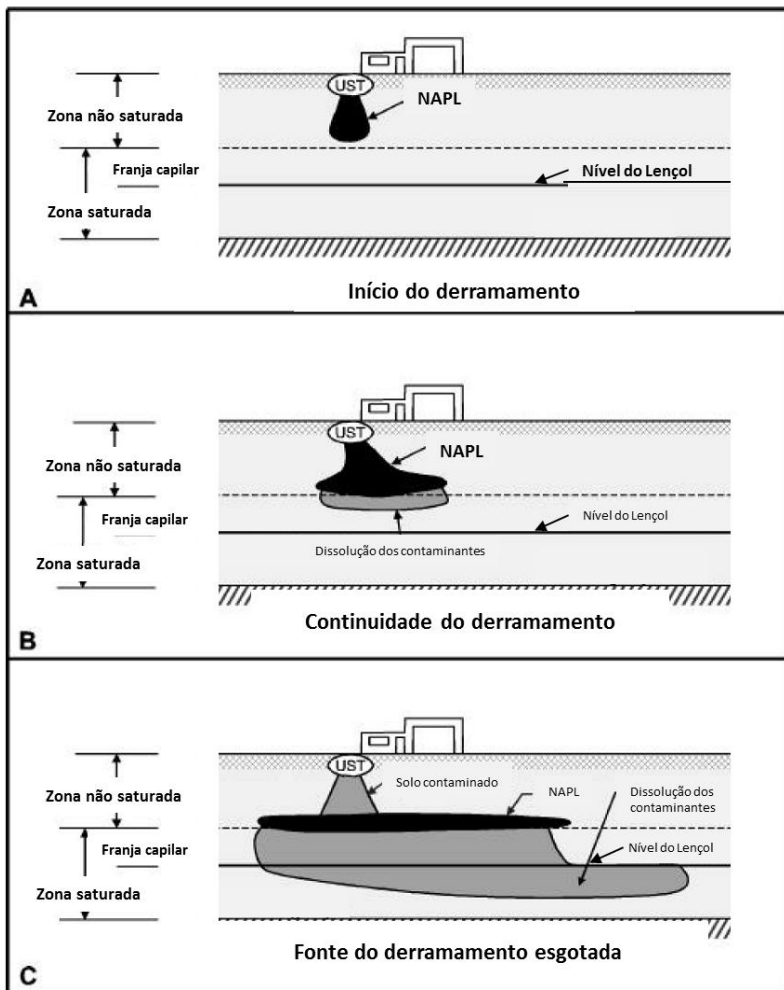 UST
NAPL
Zona não saturada
Franja capilar
Nível do Lençol
Zona saturada
A
Início do derramamento
UST
NAPL
Zona não saturada
Franja capilar
Nível do Lençol
Dissolução dos contaminantes
Zona saturada
B
Continuidade do derramamento
UST
Solo contaminado
NAPL
Dissolução dos
contaminantes
Zona não saturada
Franja capilar
Nível do Lençol
Zona saturada
C
Fonte do derramamento esgotada